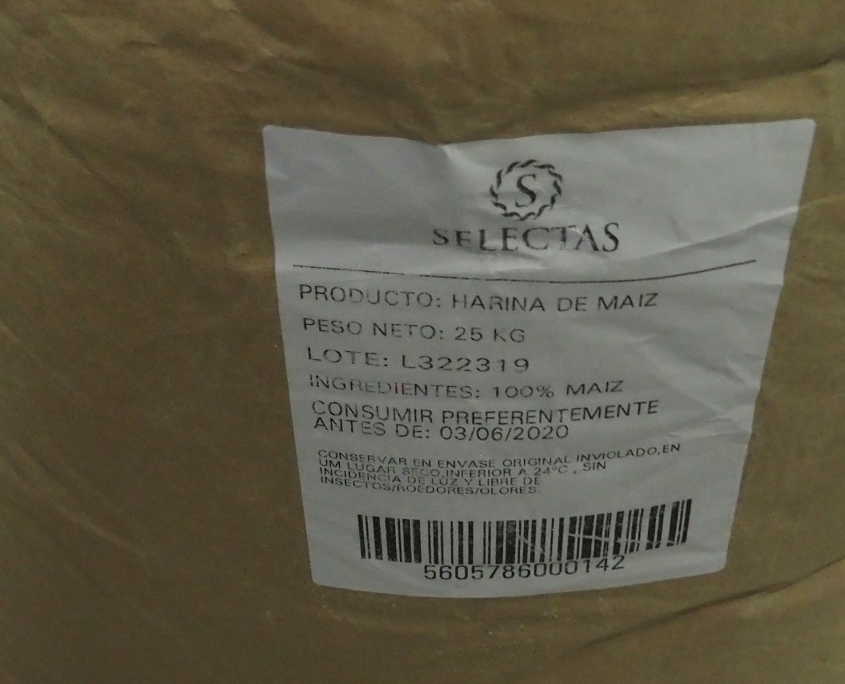 S
SELECTAS
PRODUCTO: HARINA DE MAIZ
PESO NETO: 25 KG
LOTE: L322319
INGREDIENTES: 100% MAIZ
CONSUMIR PREFERENTEMENTE
ANTES DE: 03/06/2020
CONSERVAR EN ENVASE ORIGINAL INVIOLADO,EN
UM LUGAR SECO,INFERIOR A 24ºC , SIN
INCIDENCIA DE LUZ Y LIBRE DE
INSECTOS/ROEDORES/OLORES.
5605786000142